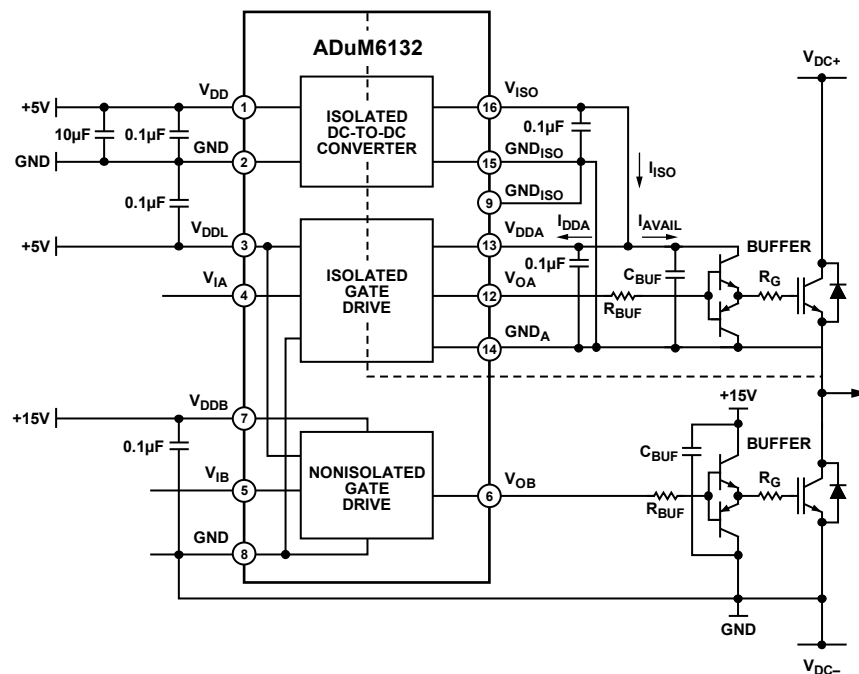 ADuM6132
V_DC+
V_DD
1
+5V
10µF
0.1µF
GND
2
GND
ISOLATED
DC-TO-DC
CONVERTER
16
V_ISO
0.1µF
15
GND_ISO
9
GND_ISO
I_ISO
0.1µF
+5V
V_DDL
3
V_IA
4
ISOLATED
GATE
DRIVE
13
V_DDA
I_DDA
I_AVAIL
BUFFER
0.1µF
C_BUF
12
V_OA
R_BUF
R_G
14
GND_A
+15V
V_DDB
7
0.1µF
V_IB
5
GND
8
NONISOLATED
GATE
DRIVE
6
V_OB
+15V
BUFFER
C_BUF
R_BUF
R_G
GND
V_DC–